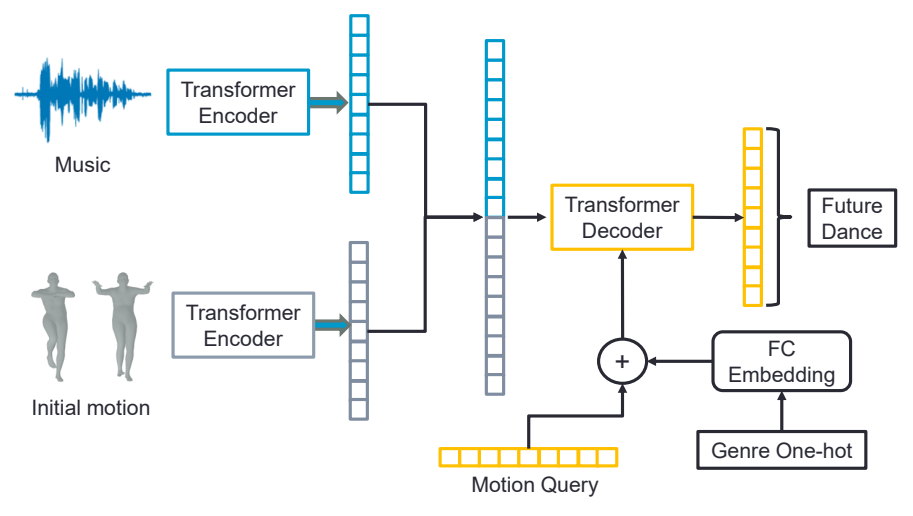 Transformer
Encoder
Music
Transformer
Decoder
Future
Dance
Transformer
Encoder
Initial motion
+
FC
Embedding
Genre One-hot
Motion Query